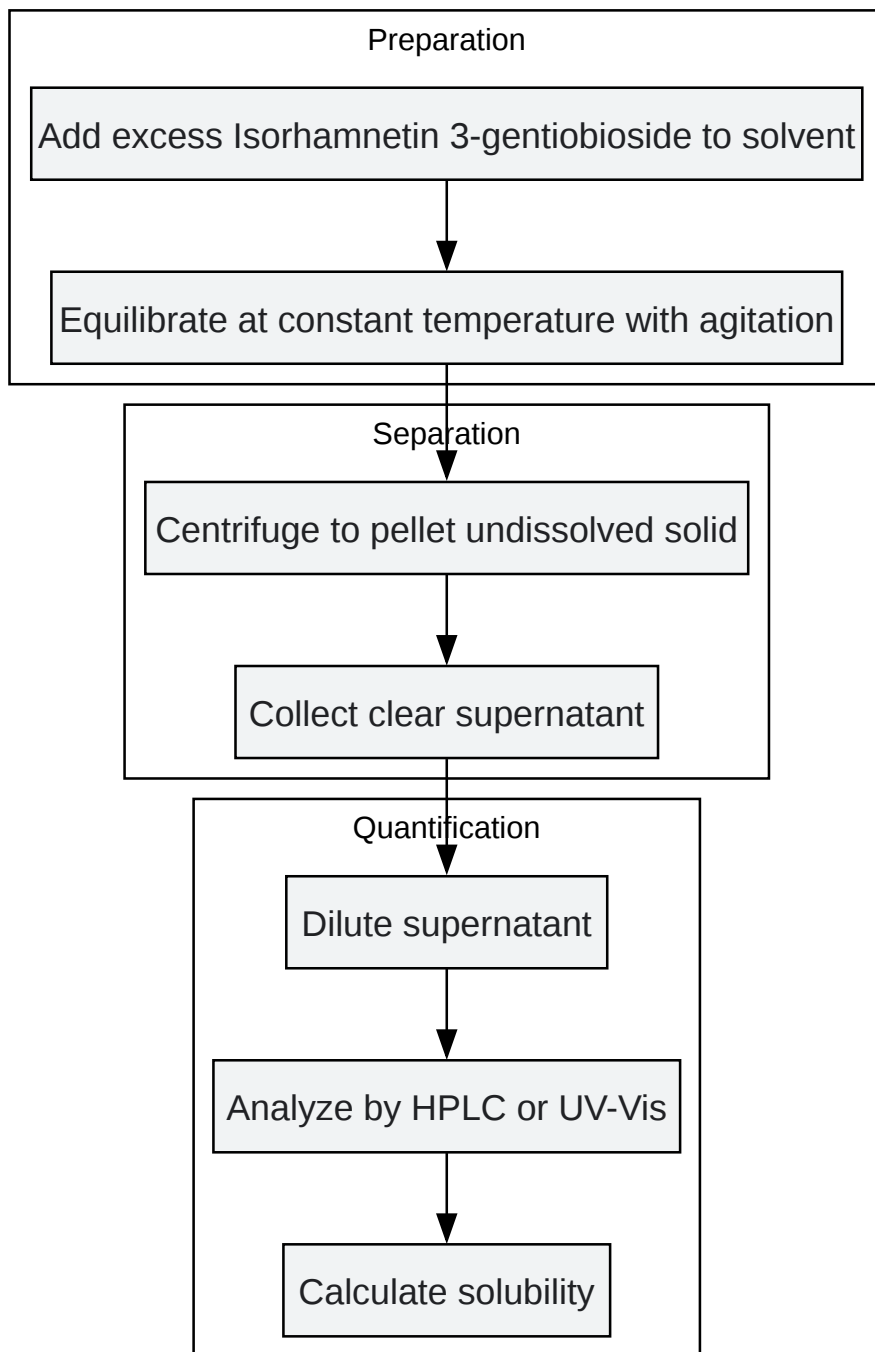 Preparation
Add excess Isorhamnetin 3-gentiobioside to solvent
Equilibrate at constant temperature with agitation
Separation
Centrifuge to pellet undissolved solid
Collect clear supernatant
Quantification
Dilute supernatant
Analyze by HPLC or UV-Vis
Calculate solubility